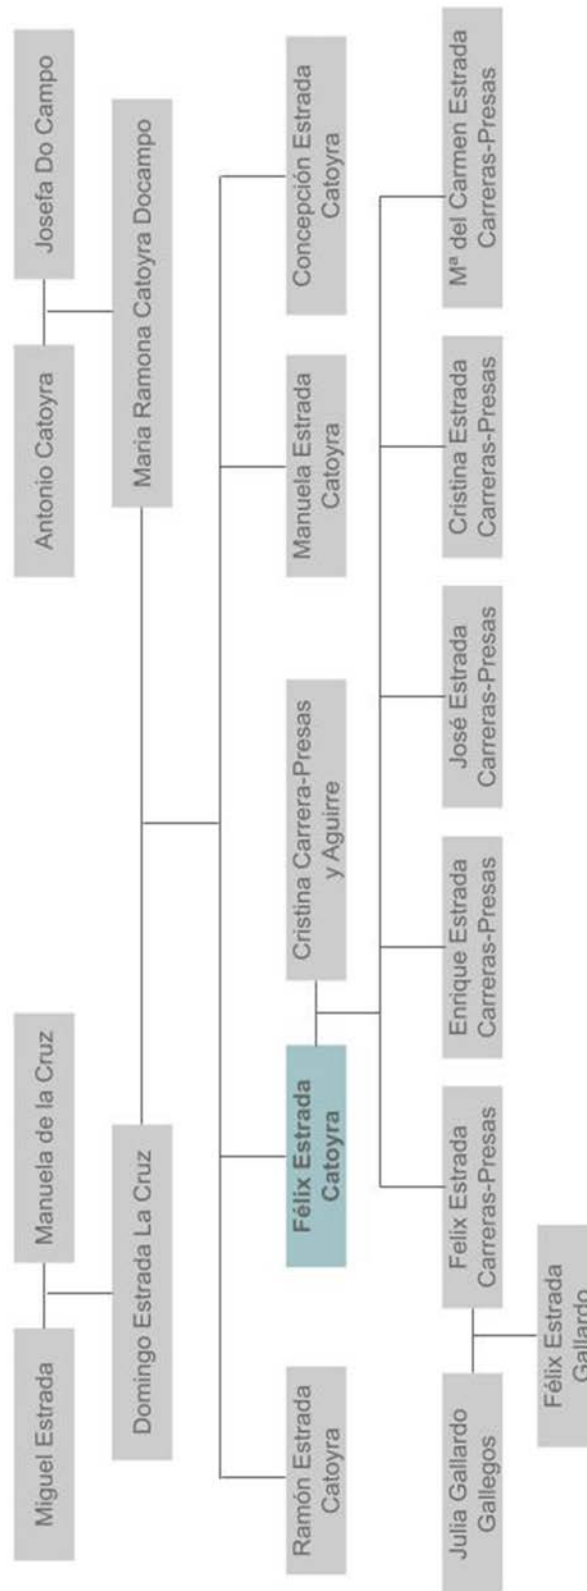 Miguel Estrada
Manuela de la Cruz
Antonio Catoyra
Josefa Do Campo
Domingo Estrada La Cruz
Maria Ramona Catoyra Docampo
Ramón Estrada
Catoyra
Félix Estrada
Catoyra
Cristina Carrera-Presas
y Aguirre
Manuela Estrada
Catoyra
Concepción Estrada
Catoyra
Julia Gallardo
Gallegos
Felix Estrada
Carreras-Presas
Enrique Estrada
Carreras-Presas
José Estrada
Carreras-Presas
Cristina Estrada
Carreras-Presas
Mª del Carmen Estrada
Carreras-Presas
Félix Estrada
Gallardo